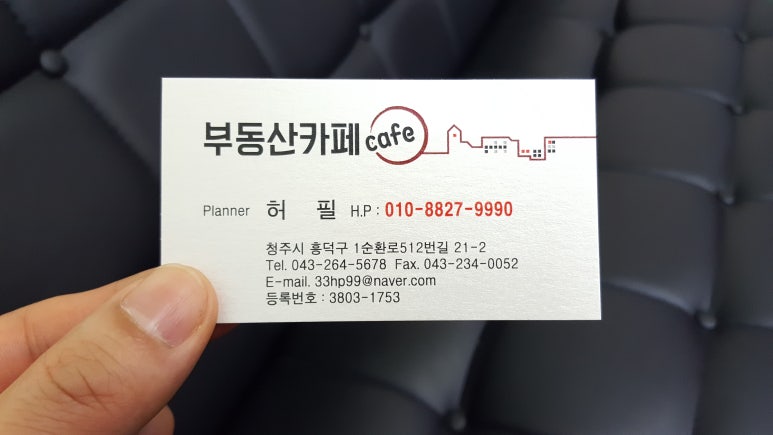 부동산카페 cafe
Planner 허 필 H.P : 010-8827-9990
청주시 흥덕구 1순환로512번길 21-2
Tel. 043-264-5678 Fax. 043-234-0052
E-mail. 33hp99@naver.com
등록번호 : 3803-1753